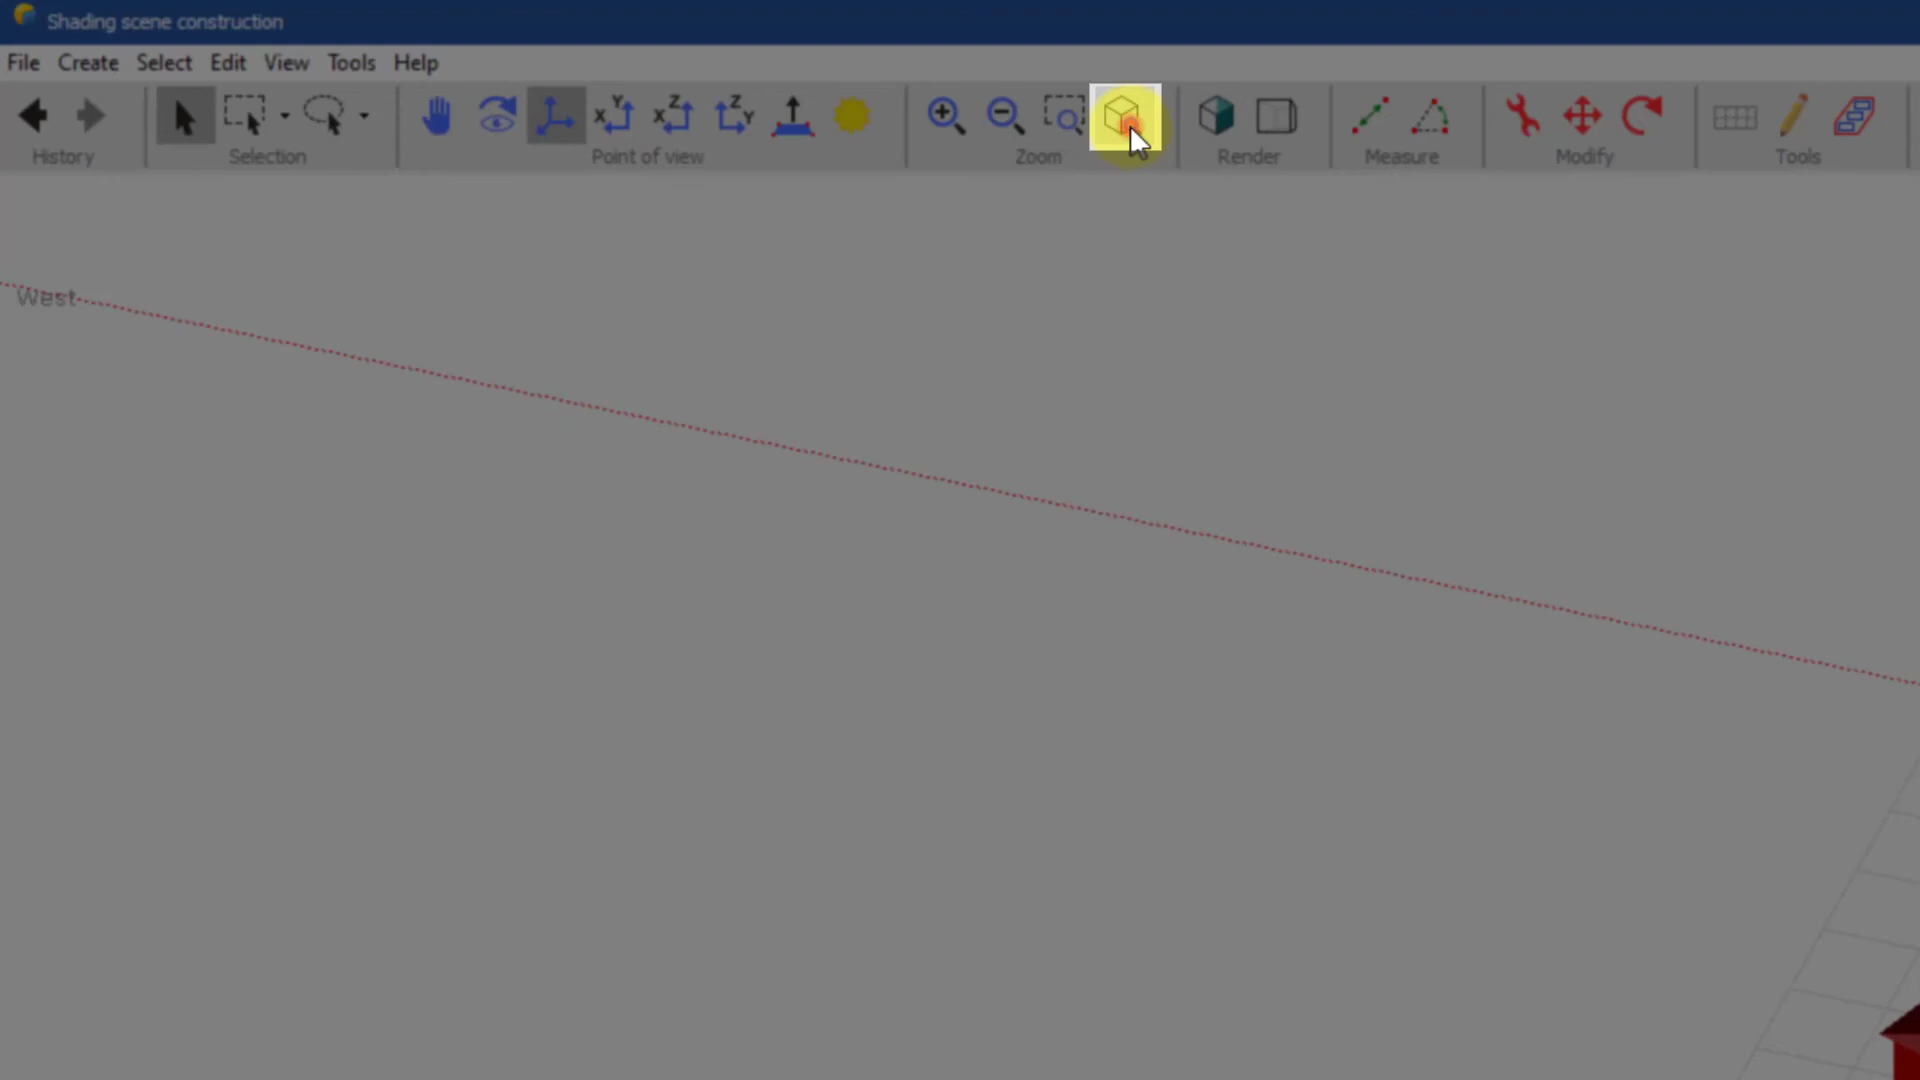 Shading scene construction
File Create Select Edit View Tools Help
X Y X Z Z Y
History Selection Point of view Zoom Render Measure Modify Tools
West